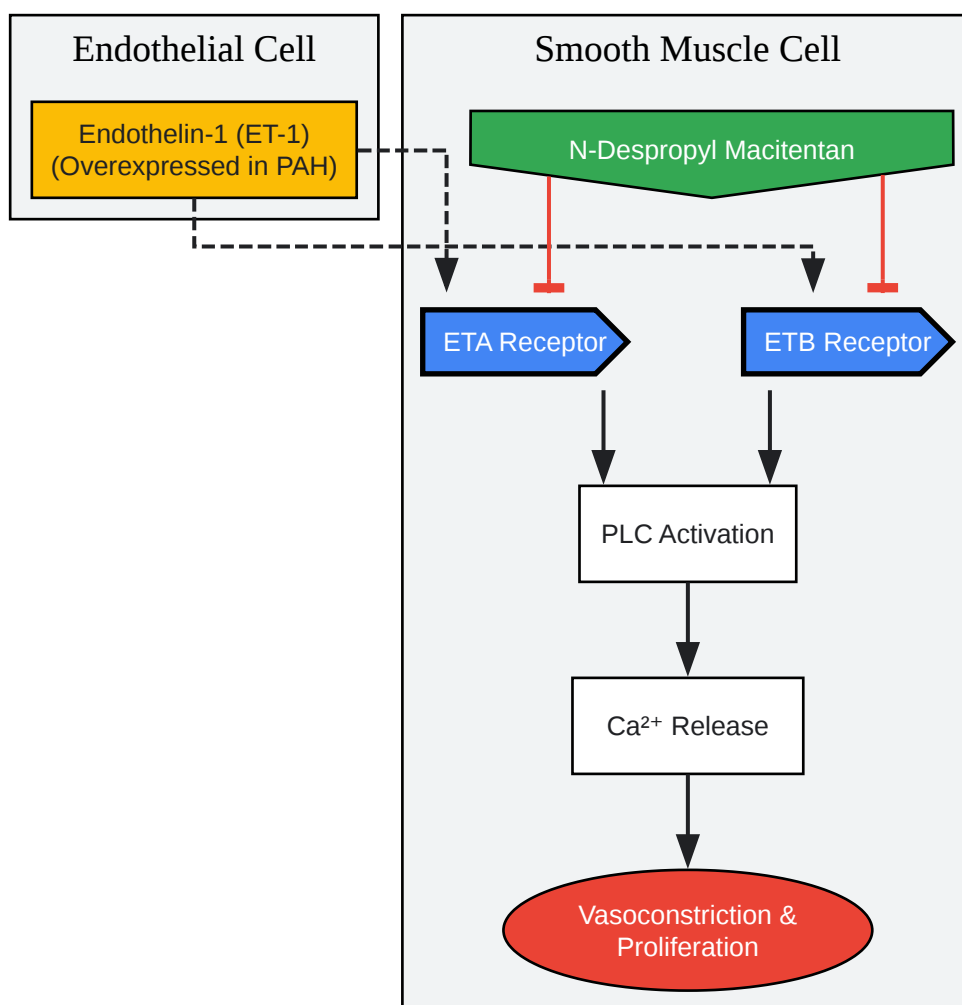 Endothelial Cell
Smooth Muscle Cell
Endothelin-1 (ET-1)
(Overexpressed in PAH)
N-Despropyl Macitentan
ETA Receptor
ETB Receptor
PLC Activation
Ca²⁺ Release
Vasoconstriction &
Proliferation